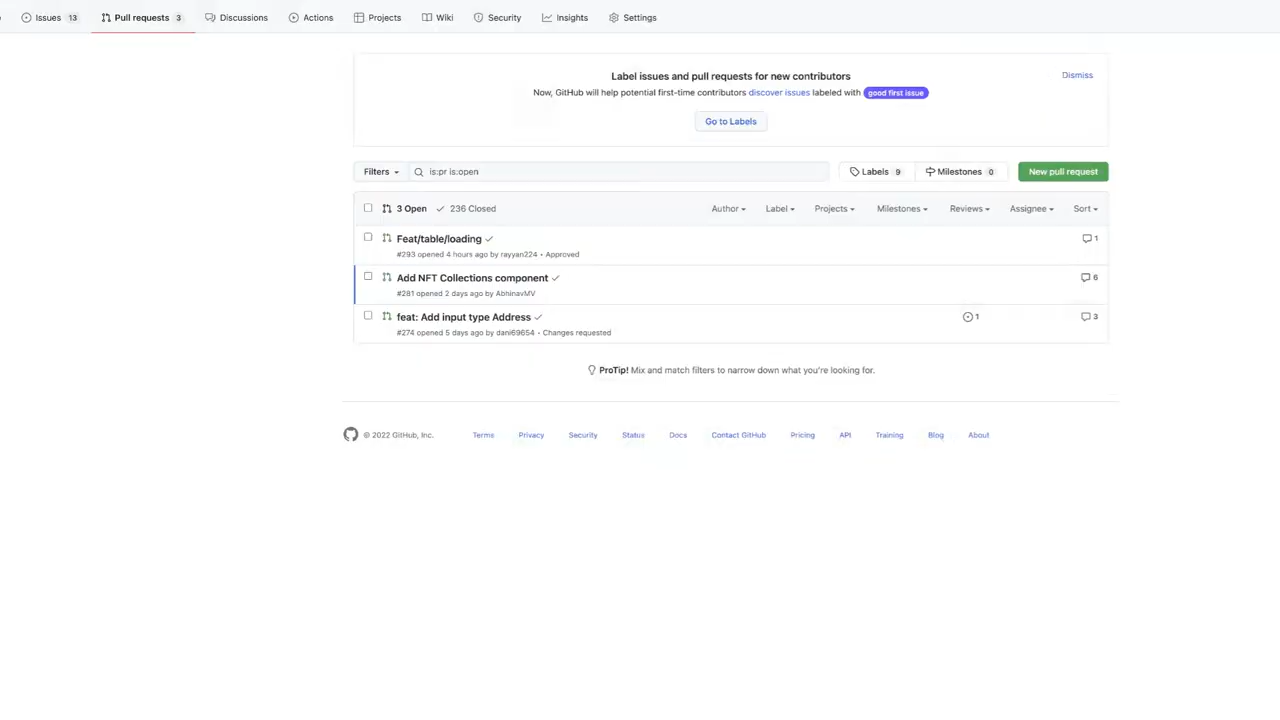 Issues 13 Pull requests 3 Discussions Actions Projects Wiki Security Insights Settings
Label issues and pull requests for new contributors
Dismiss
Now, GitHub will help potential first-time contributors discover issues labeled with good first issue
Go to Labels
Filters is:pr is:open Labels 9 Milestones 0 New pull request
3 Open 236 Closed Author Label Projects Milestones Reviews Assignee Sort
Feat/table/loading 1
#293 opened 4 hours ago by rayyan224 • Approved
Add NFT Collections component 6
#281 opened 2 days ago by AbhinavMV
feat: Add input type Address 1 3
#274 opened 5 days ago by dani69654 • Changes requested
ProTip! Mix and match filters to narrow down what you're looking for.
© 2022 GitHub, Inc. Terms Privacy Security Status Docs Contact GitHub Pricing API Training Blog About